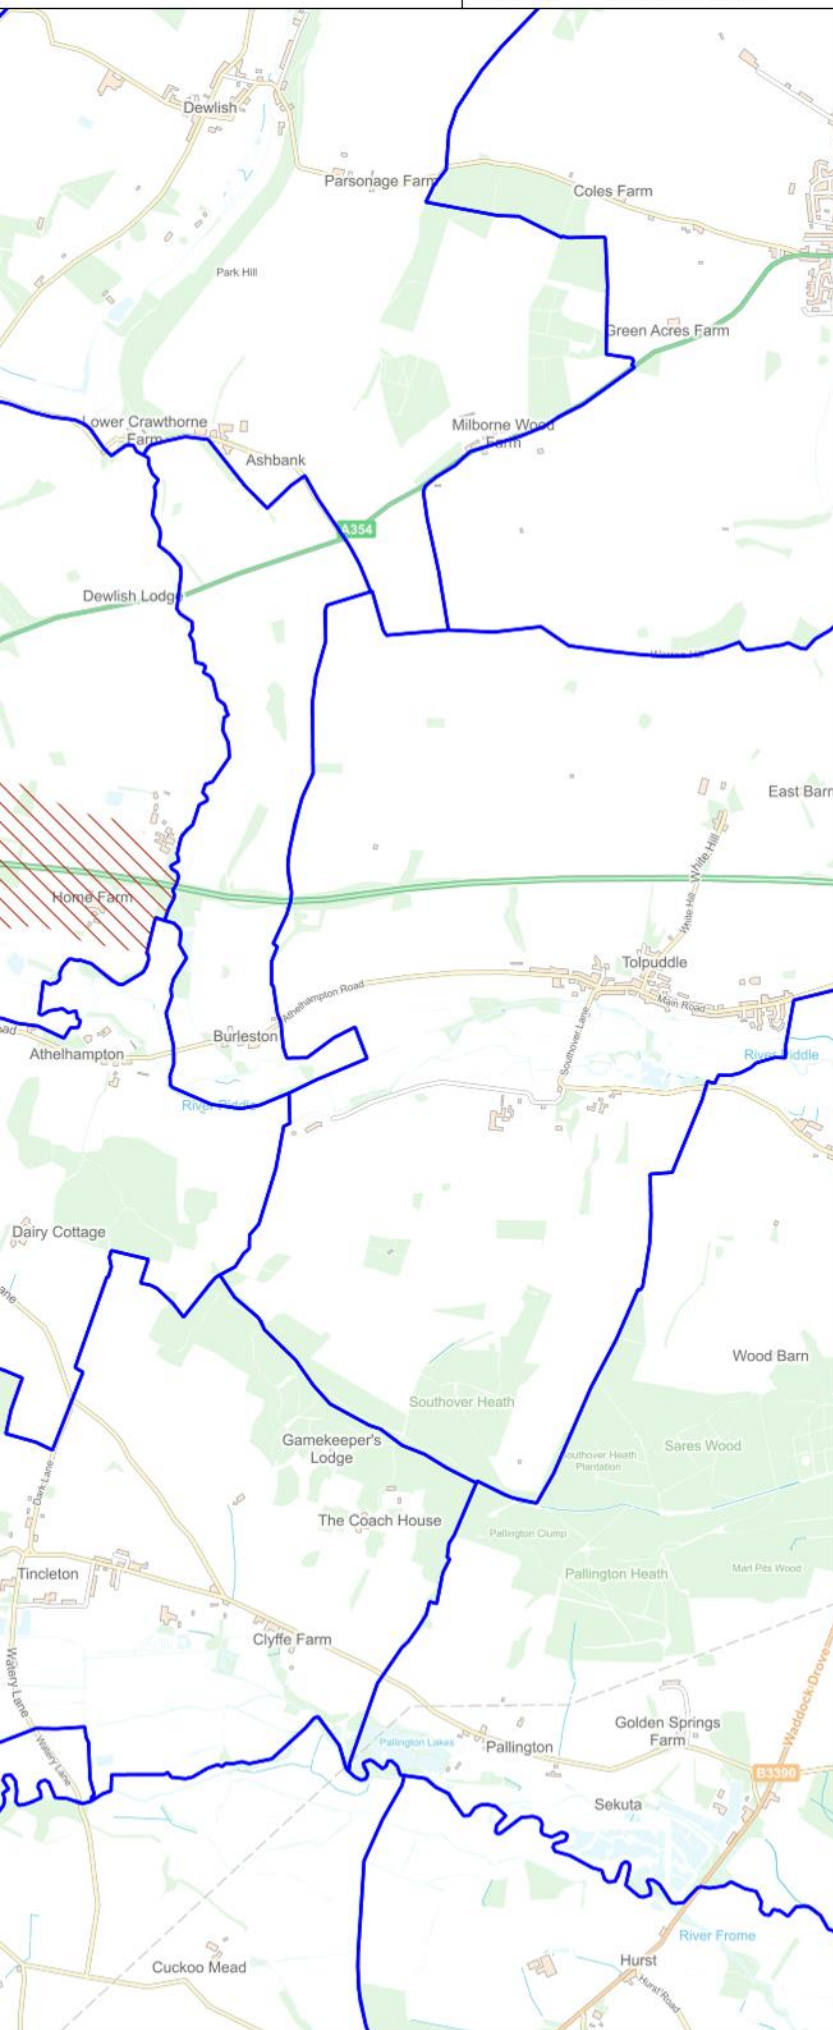 Dewlish
Parsonage Farm
Coles Farm
Park Hill
Green Acres Farm
Lower Crawthorne
Farm
Milborne Wood
Farm
Ashbank
A354
Dewlish Lodge
East Barn
White Hill
White Hill
Home Farm
Tolpuddle
Athelhampton Road
Main Road
Burleston
Southover Lane
Athelhampton
River Piddle
River Piddle
Dairy Cottage
Wood Barn
Southover Heath
Gamekeeper's
Lodge
Sares Wood
Southover Heath
Plantation
Dark Lane
The Coach House
Pallington Clump
Tincleton
Pallington Heath
Marl Pits Wood
Clyffe Farm
Watery Lane
Waddock Drove
Golden Springs
Farm
Pallington Lakes
Pallington
Watery Lane
B3390
Sekuta
River Frome
Hurst
Cuckoo Mead
Hurst Road